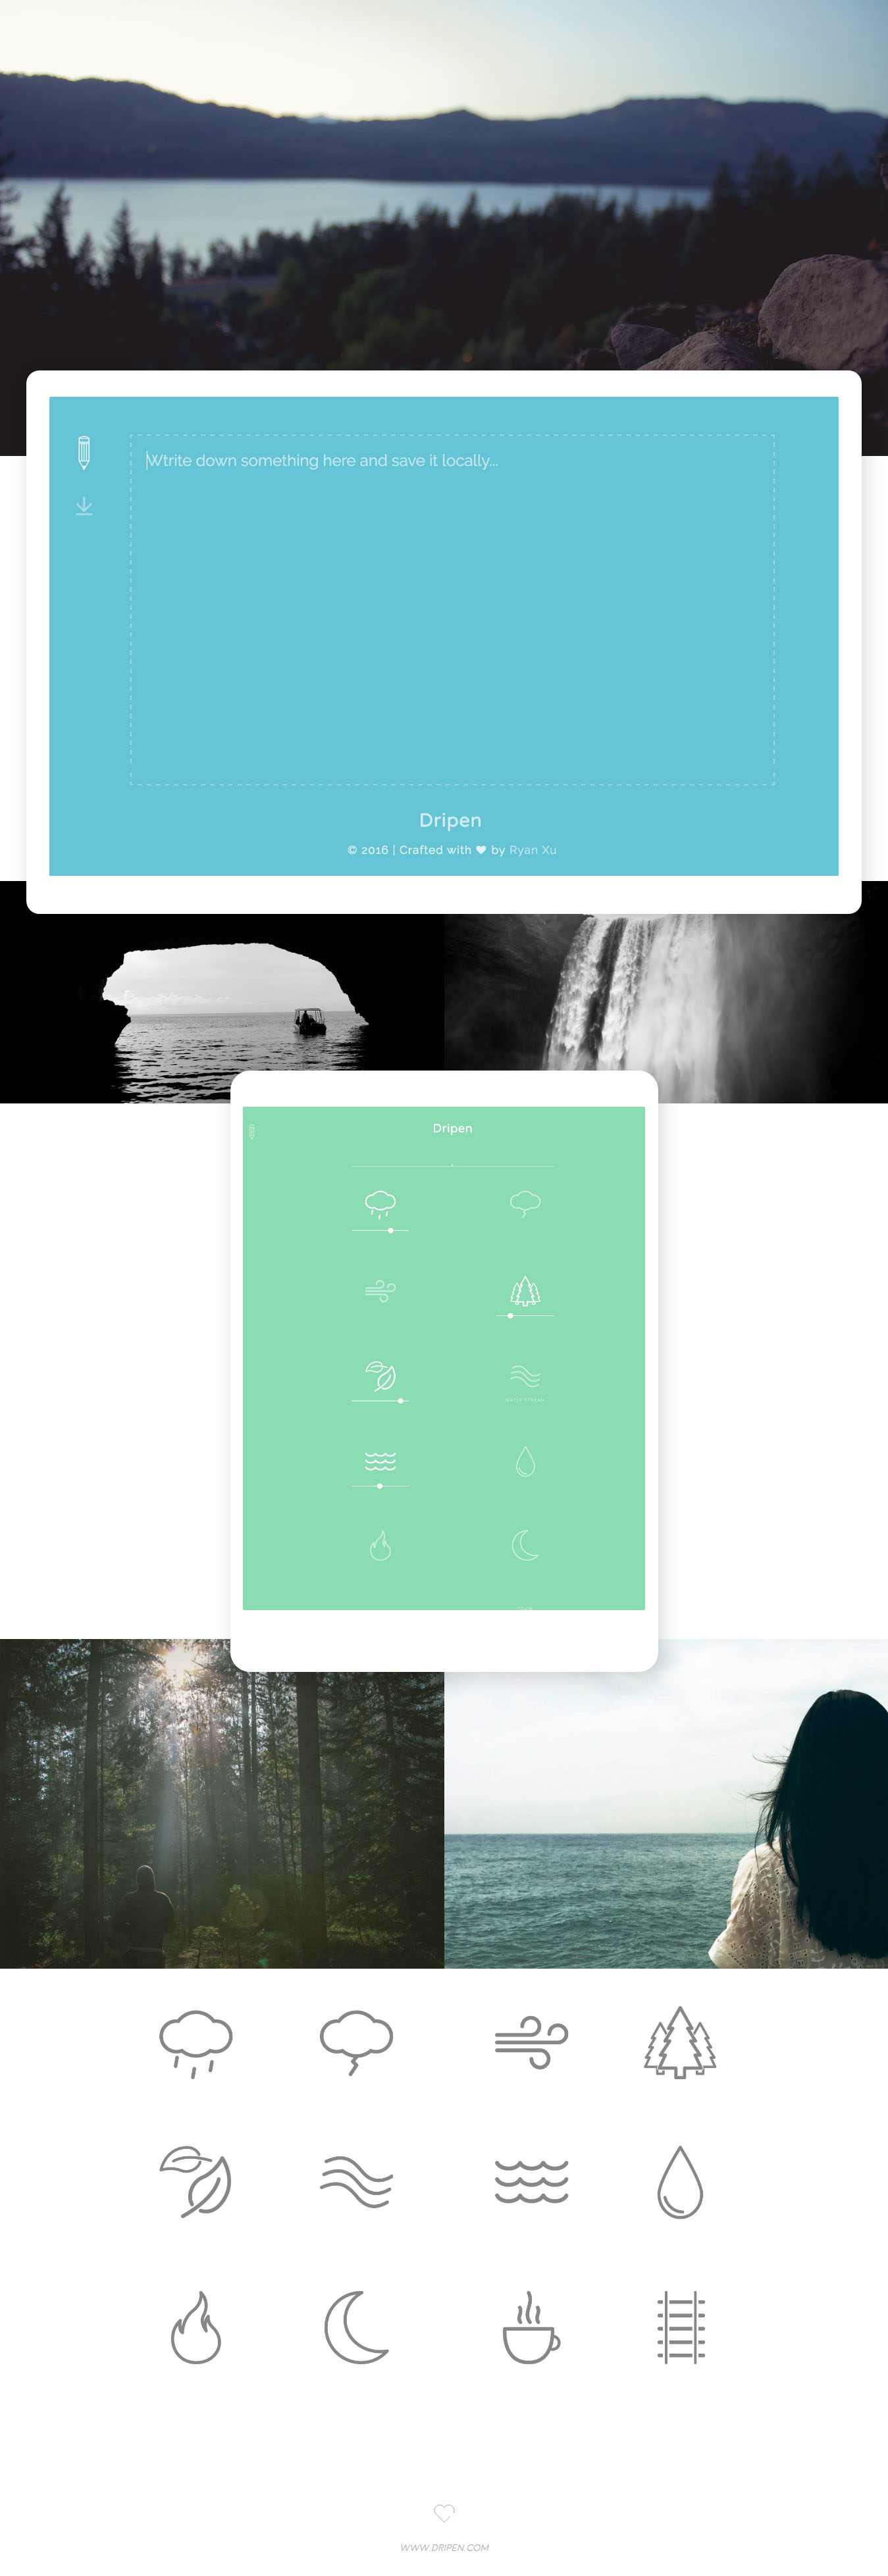 Wtrite down something here and save it locally...
Dripen
© 2016 | Crafted with ❤ by Ryan Xu
Dripen
WATER STREAM
WWW.DRIPEN.COM